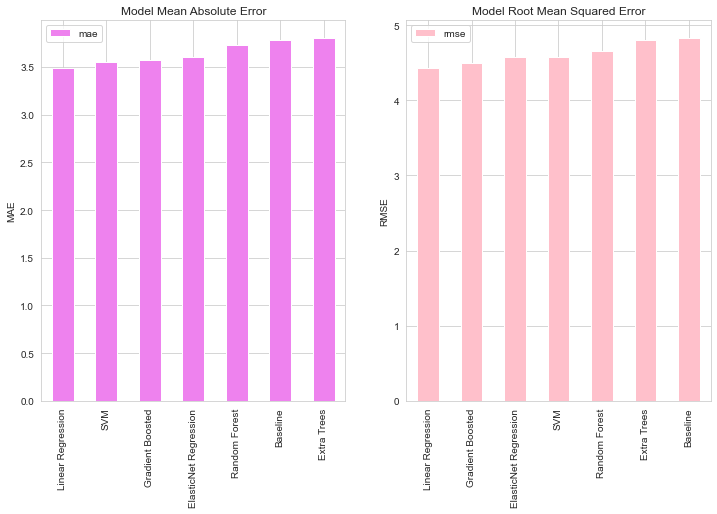 Model Mean Absolute Error
mae
MAE
3.5
3.0
2.5
2.0
1.5
1.0
0.5
0.0
Linear Regression
SVM
Gradient Boosted
ElasticNet Regression
Random Forest
Baseline
Extra Trees
Model Root Mean Squared Error
rmse
RMSE
5
4
3
2
1
0
Linear Regression
Gradient Boosted
ElasticNet Regression
SVM
Random Forest
Extra Trees
Baseline